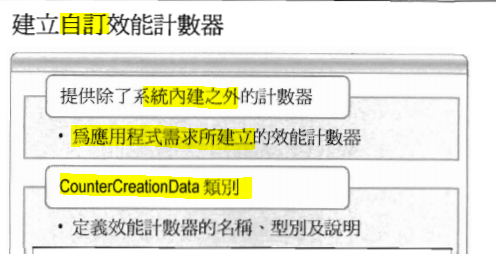 建立自訂效能計數器
提供除了系統內建之外的計數器
• 為應用程式需求所建立的效能計數器
CounterCreationData 類別
• 定義效能計數器的名稱、型別及說明